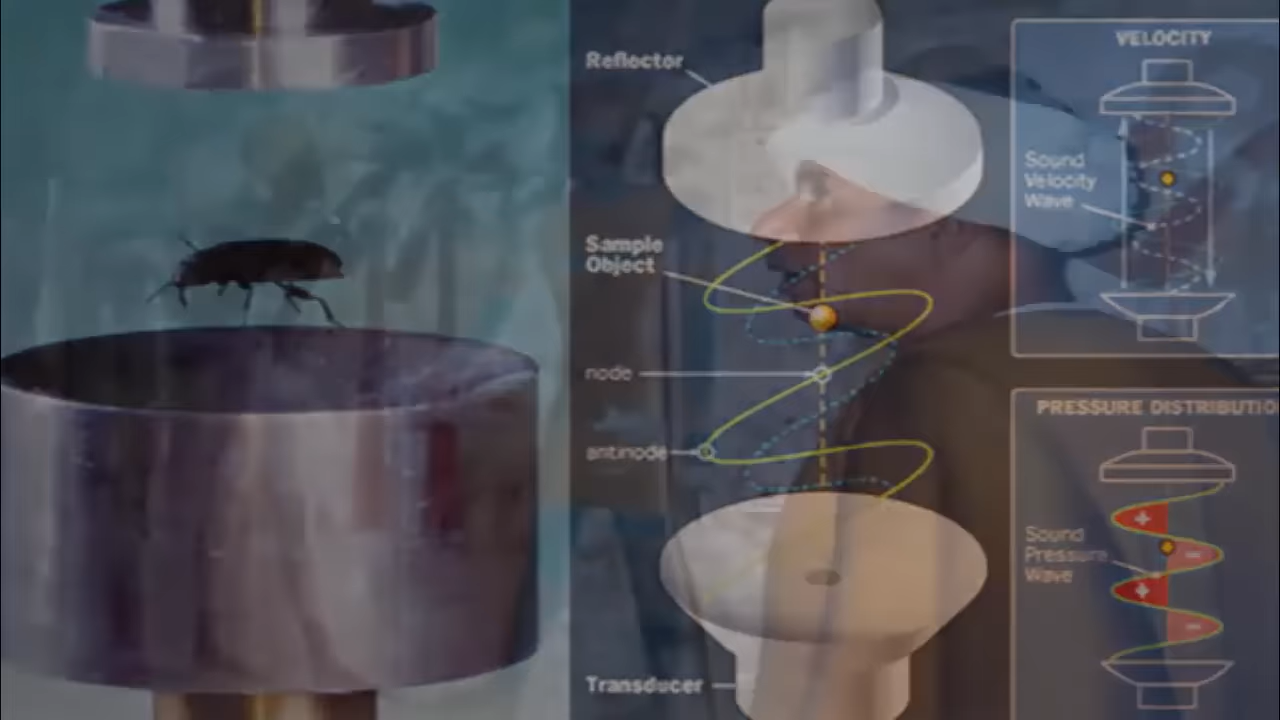 Reflector
Sample
Object
node
antinode
Transducer
VELOCITY
Sound
Velocity
Wave
PRESSURE DISTRIBUTIO
Sound
Pressure
Wave
+
−
+
−